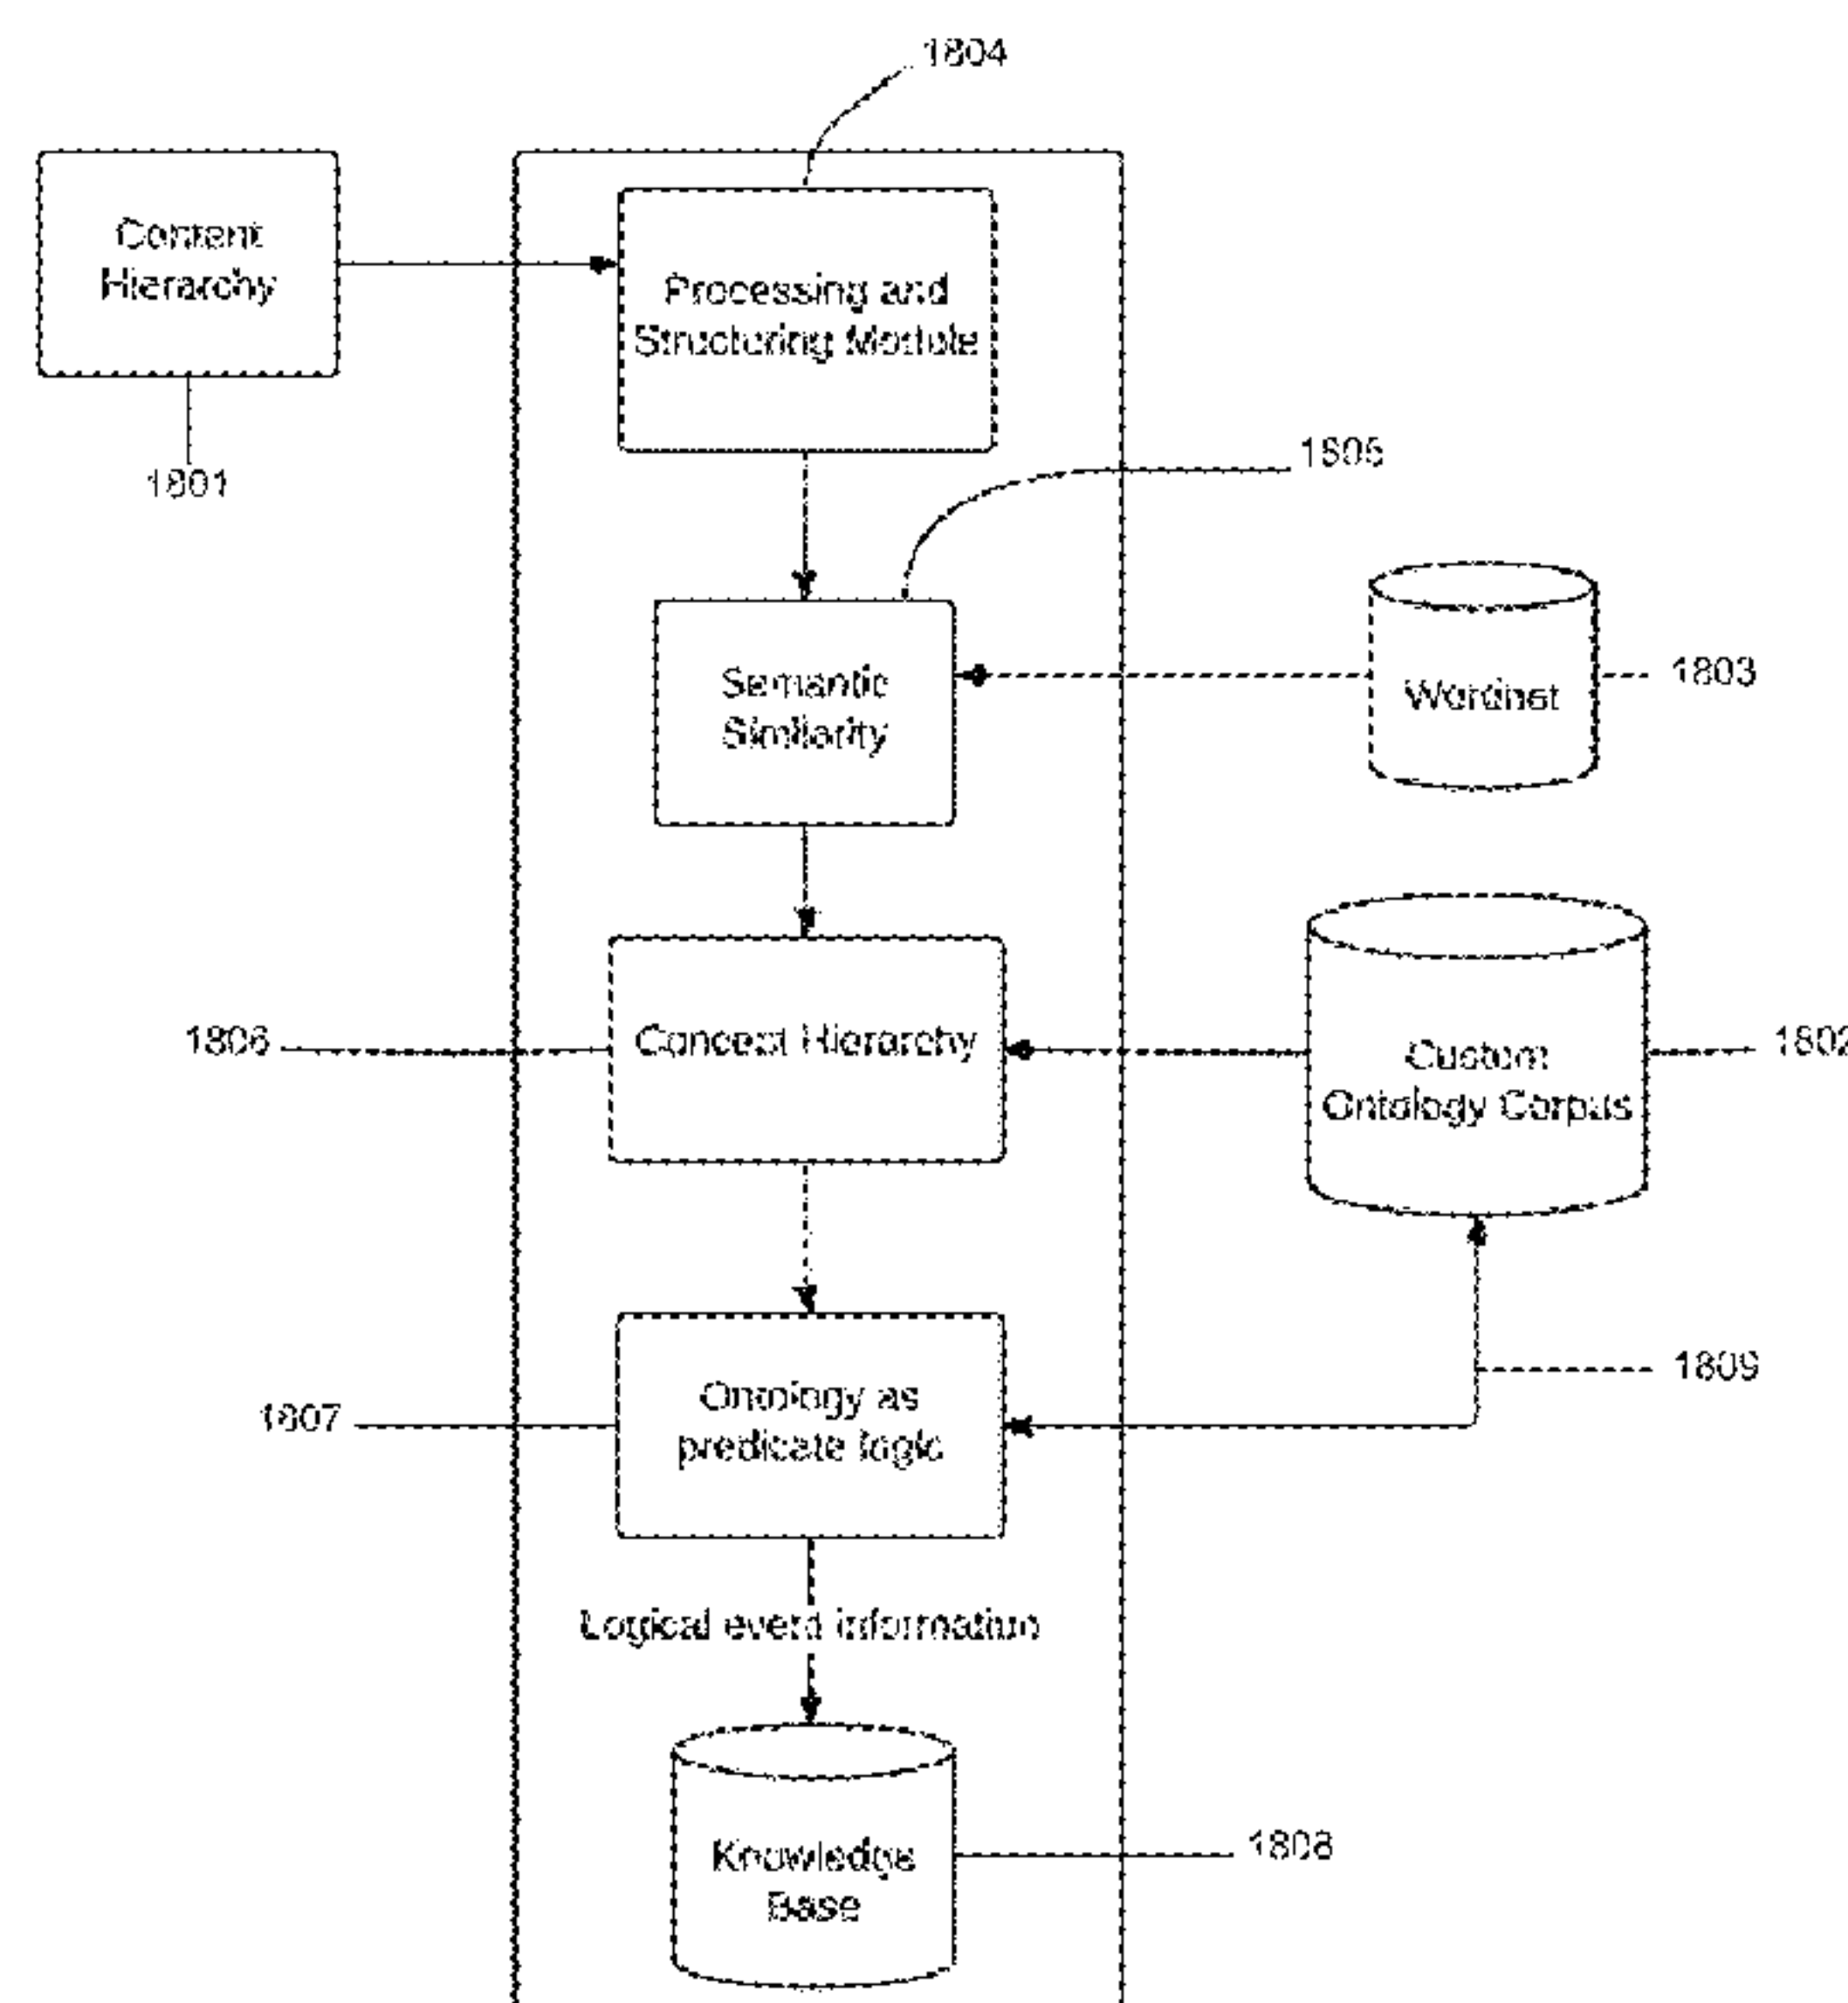 1804
Content
Hierarchy
Processing and
Structuring Module
1801
1805
Semantic
Similarity
Wordnet
1803
1806
Concept Hierarchy
Custom
Ontology Corpus
1802
1807
Ontology as
predicate logic
1809
Logical event information
Knowledge
Base
1808